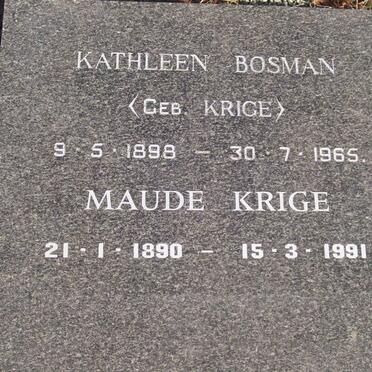 KATHLEEN BOSMAN
(GEB. KRIGE)
9·5·1898 – 30·7·1965.
MAUDE KRIGE
21·1·1890 – 15·3·1991